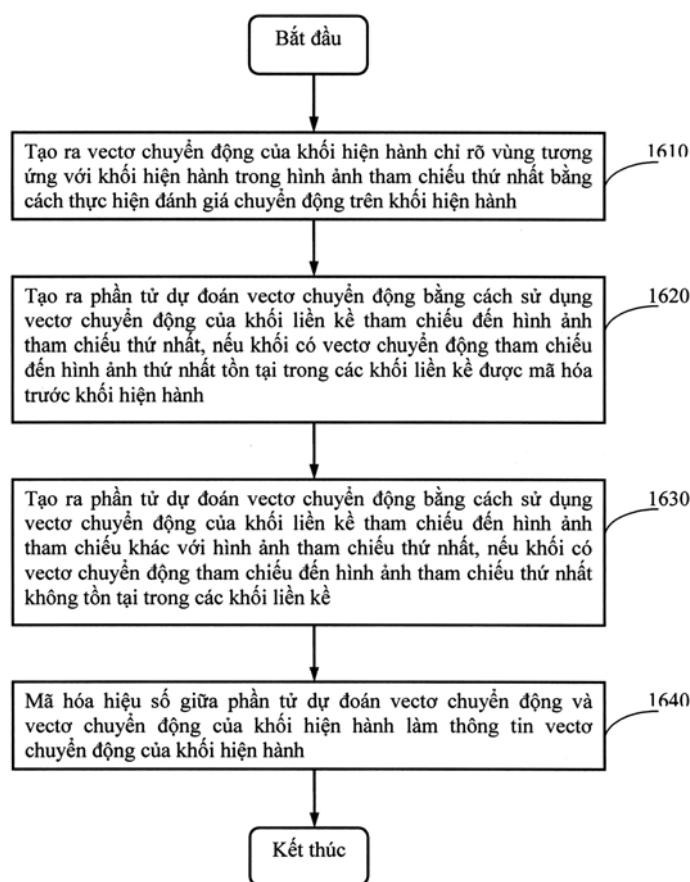 Bắt đầu
Tạo ra vectơ chuyển động của khối hiện hành chỉ rõ vùng tương
ứng với khối hiện hành trong hình ảnh tham chiếu thứ nhất bằng
cách thực hiện đánh giá chuyển động trên khối hiện hành
1610
Tạo ra phần tử dự đoán vectơ chuyển động bằng cách sử dụng
vectơ chuyển động của khối liền kề tham chiếu đến hình ảnh
tham chiếu thứ nhất, nếu khối có vectơ chuyển động tham chiếu
đến hình ảnh thứ nhất tồn tại trong các khối liền kề được mã hóa
trước khối hiện hành
1620
Tạo ra phần tử dự đoán vectơ chuyển động bằng cách sử dụng
vectơ chuyển động của khối liền kề tham chiếu đến hình ảnh
tham chiếu khác với hình ảnh tham chiếu thứ nhất, nếu khối có
vectơ chuyển động tham chiếu đến hình ảnh tham chiếu thứ nhất
không tồn tại trong các khối liền kề
1630
Mã hóa hiệu số giữa phần tử dự đoán vectơ chuyển động và
vectơ chuyển động của khối hiện hành làm thông tin vectơ
chuyển động của khối hiện hành
1640
Kết thúc